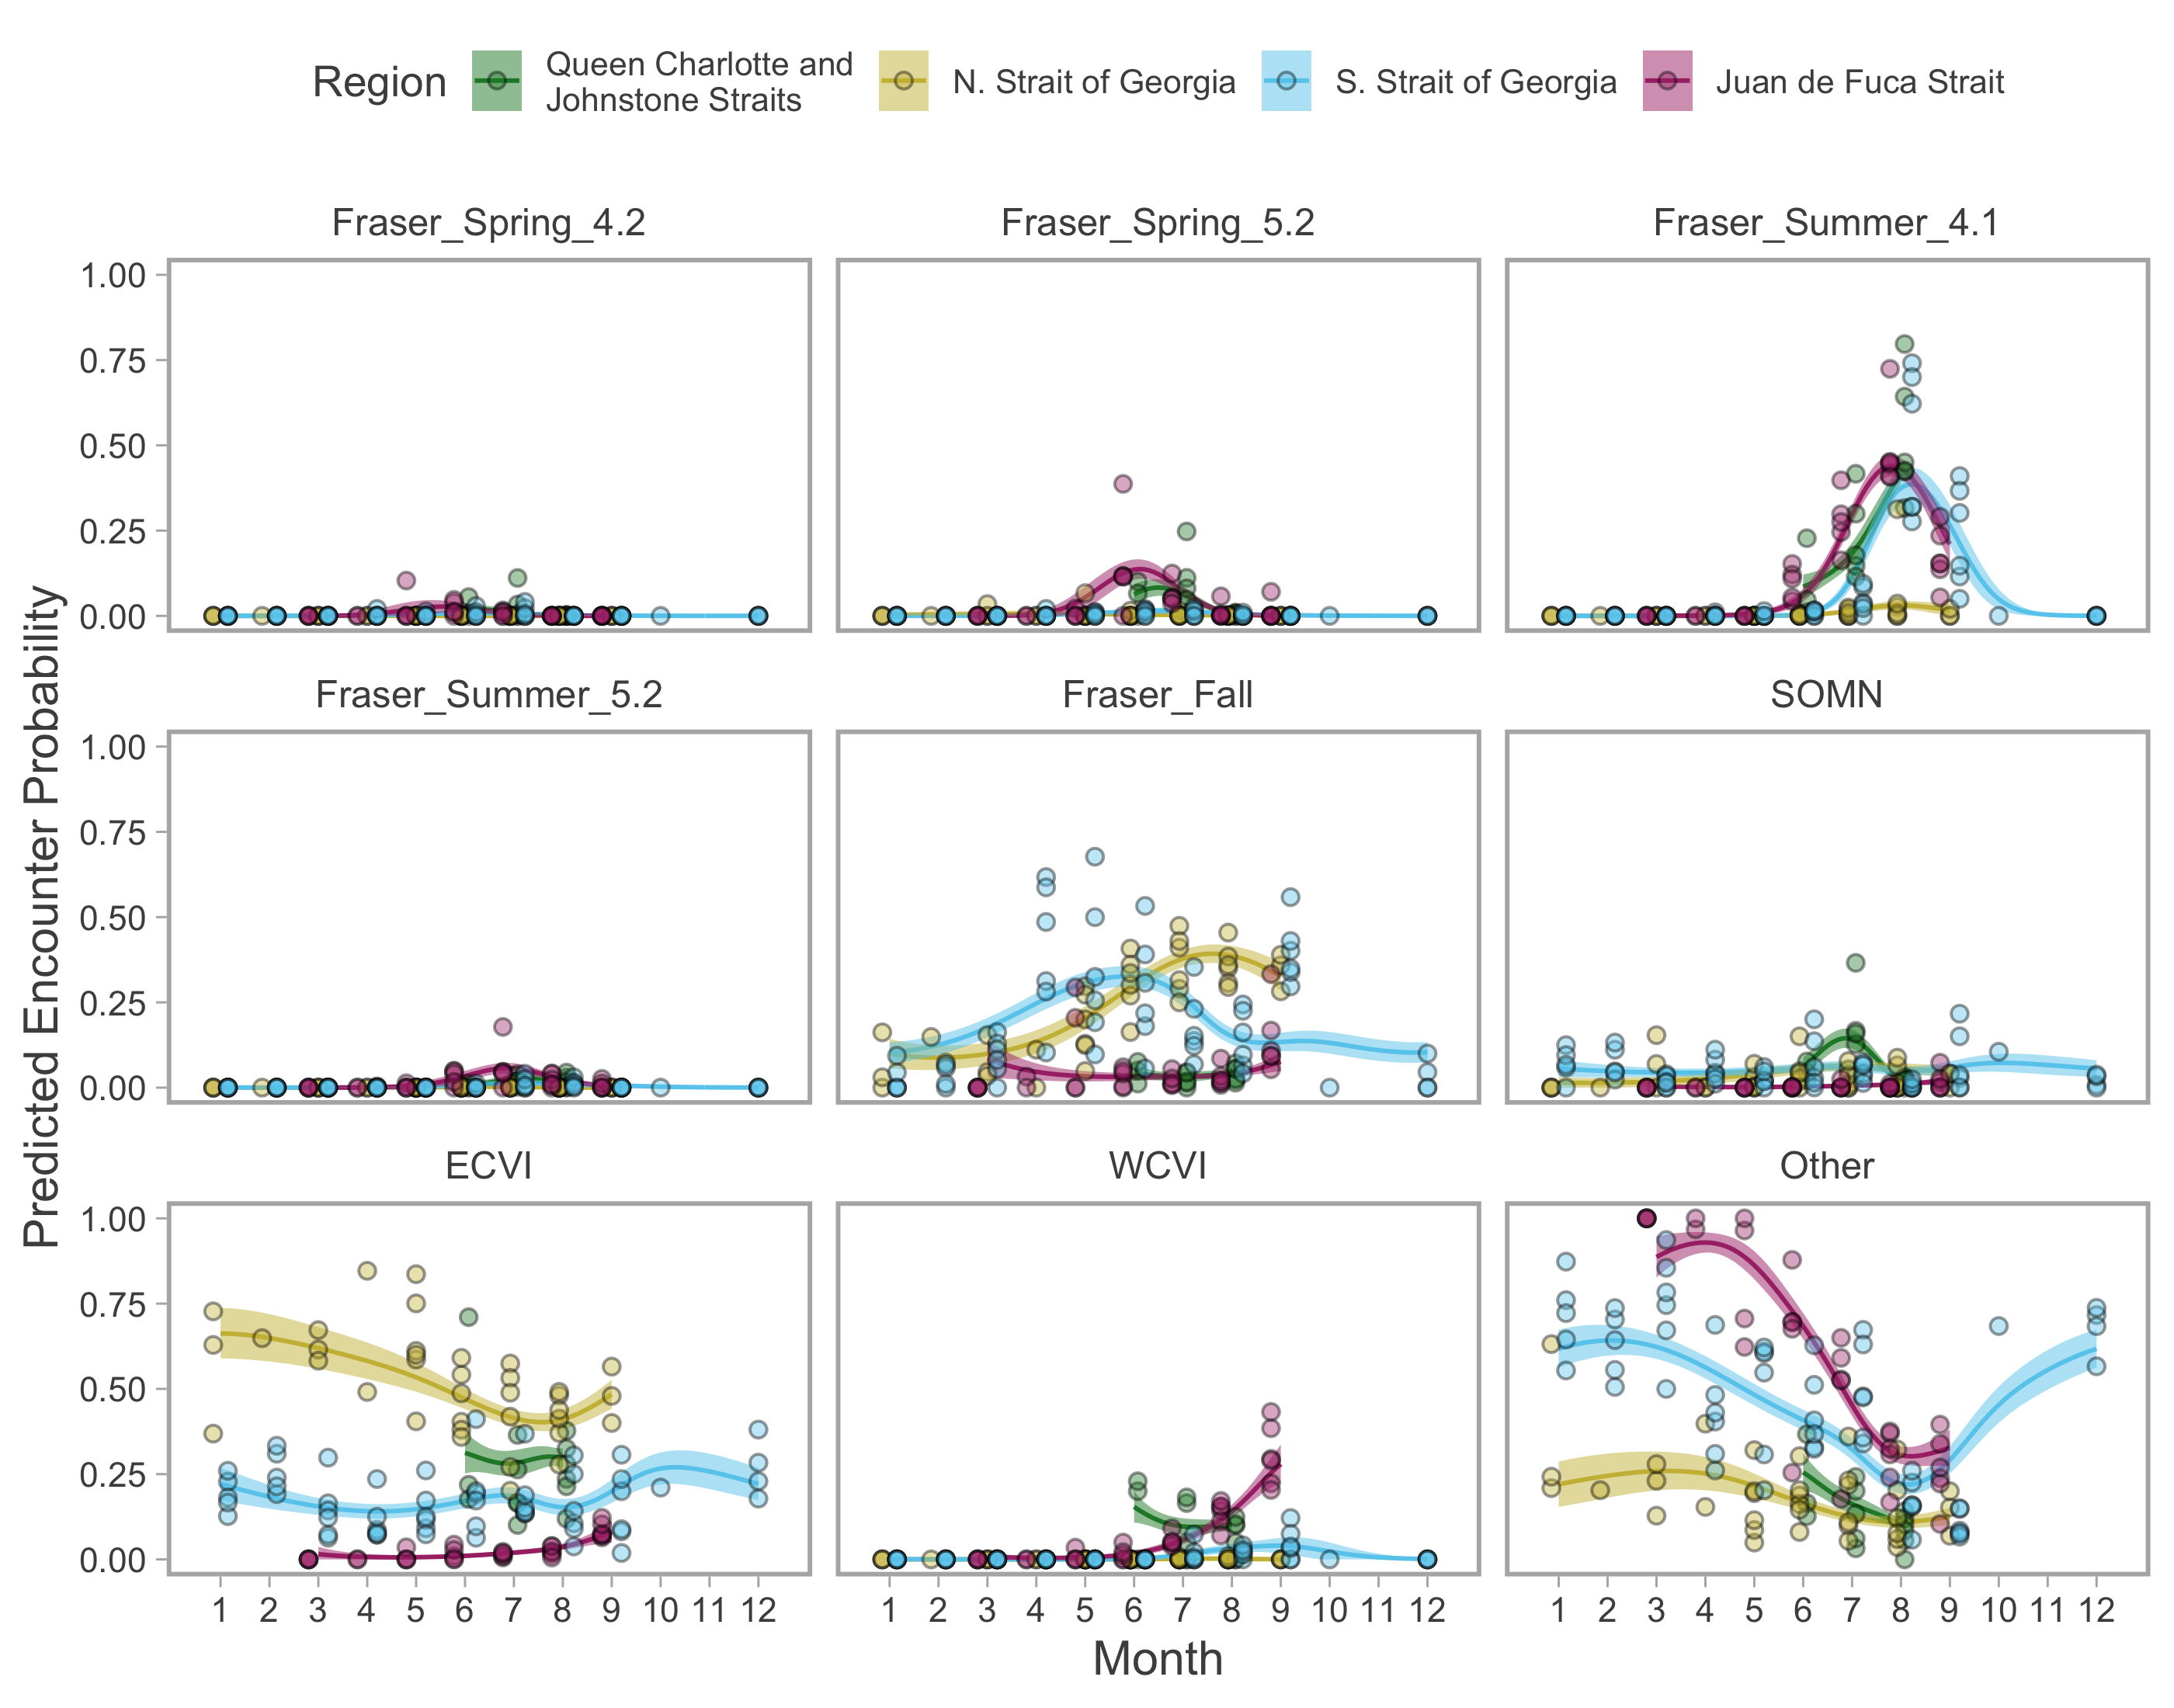 Region
Queen Charlotte and
Johnstone Straits
N. Strait of Georgia
S. Strait of Georgia
Juan de Fuca Strait
Fraser_Spring_4.2
Fraser_Spring_5.2
Fraser_Summer_4.1
1.00
0.75
0.50
0.25
0.00
Fraser_Summer_5.2
Fraser_Fall
SOMN
1.00
0.75
0.50
0.25
0.00
ECVI
WCVI
Other
1.00
0.75
0.50
0.25
0.00
1 2 3 4 5 6 7 8 9 10 11 12
1 2 3 4 5 6 7 8 9 10 11 12
1 2 3 4 5 6 7 8 9 10 11 12
Month
Predicted Encounter Probability